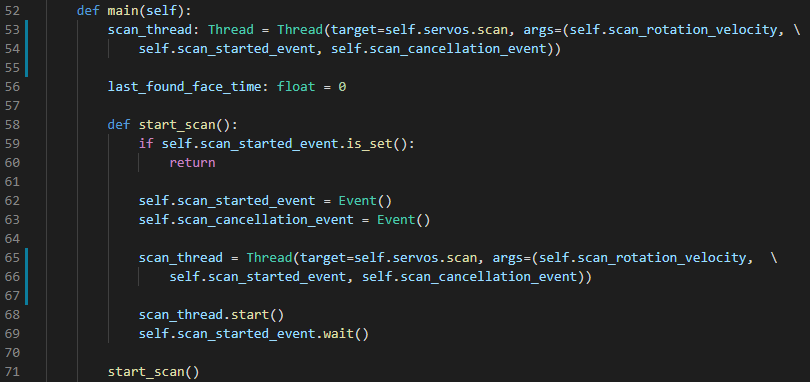 52 def main(self):
53 scan_thread: Thread = Thread(target=self.servos.scan, args=(self.scan_rotation_velocity, \
54 self.scan_started_event, self.scan_cancellation_event))
55
56 last_found_face_time: float = 0
57
58 def start_scan():
59 if self.scan_started_event.is_set():
60 return
61
62 self.scan_started_event = Event()
63 self.scan_cancellation_event = Event()
64
65 scan_thread = Thread(target=self.servos.scan, args=(self.scan_rotation_velocity,  \
66 self.scan_started_event, self.scan_cancellation_event))
67
68 scan_thread.start()
69 self.scan_started_event.wait()
70
71 start_scan()